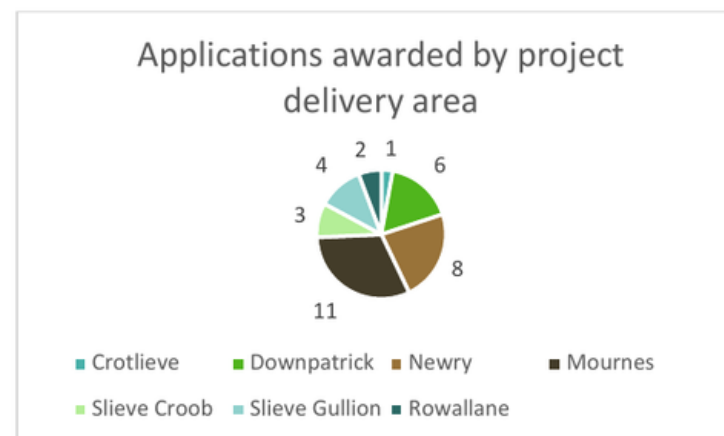 Applications awarded by project
delivery area
2 1
4 6
3
8
11
Crotlieve Downpatrick Newry Mournes
Slieve Croob Slieve Gullion Rowallane